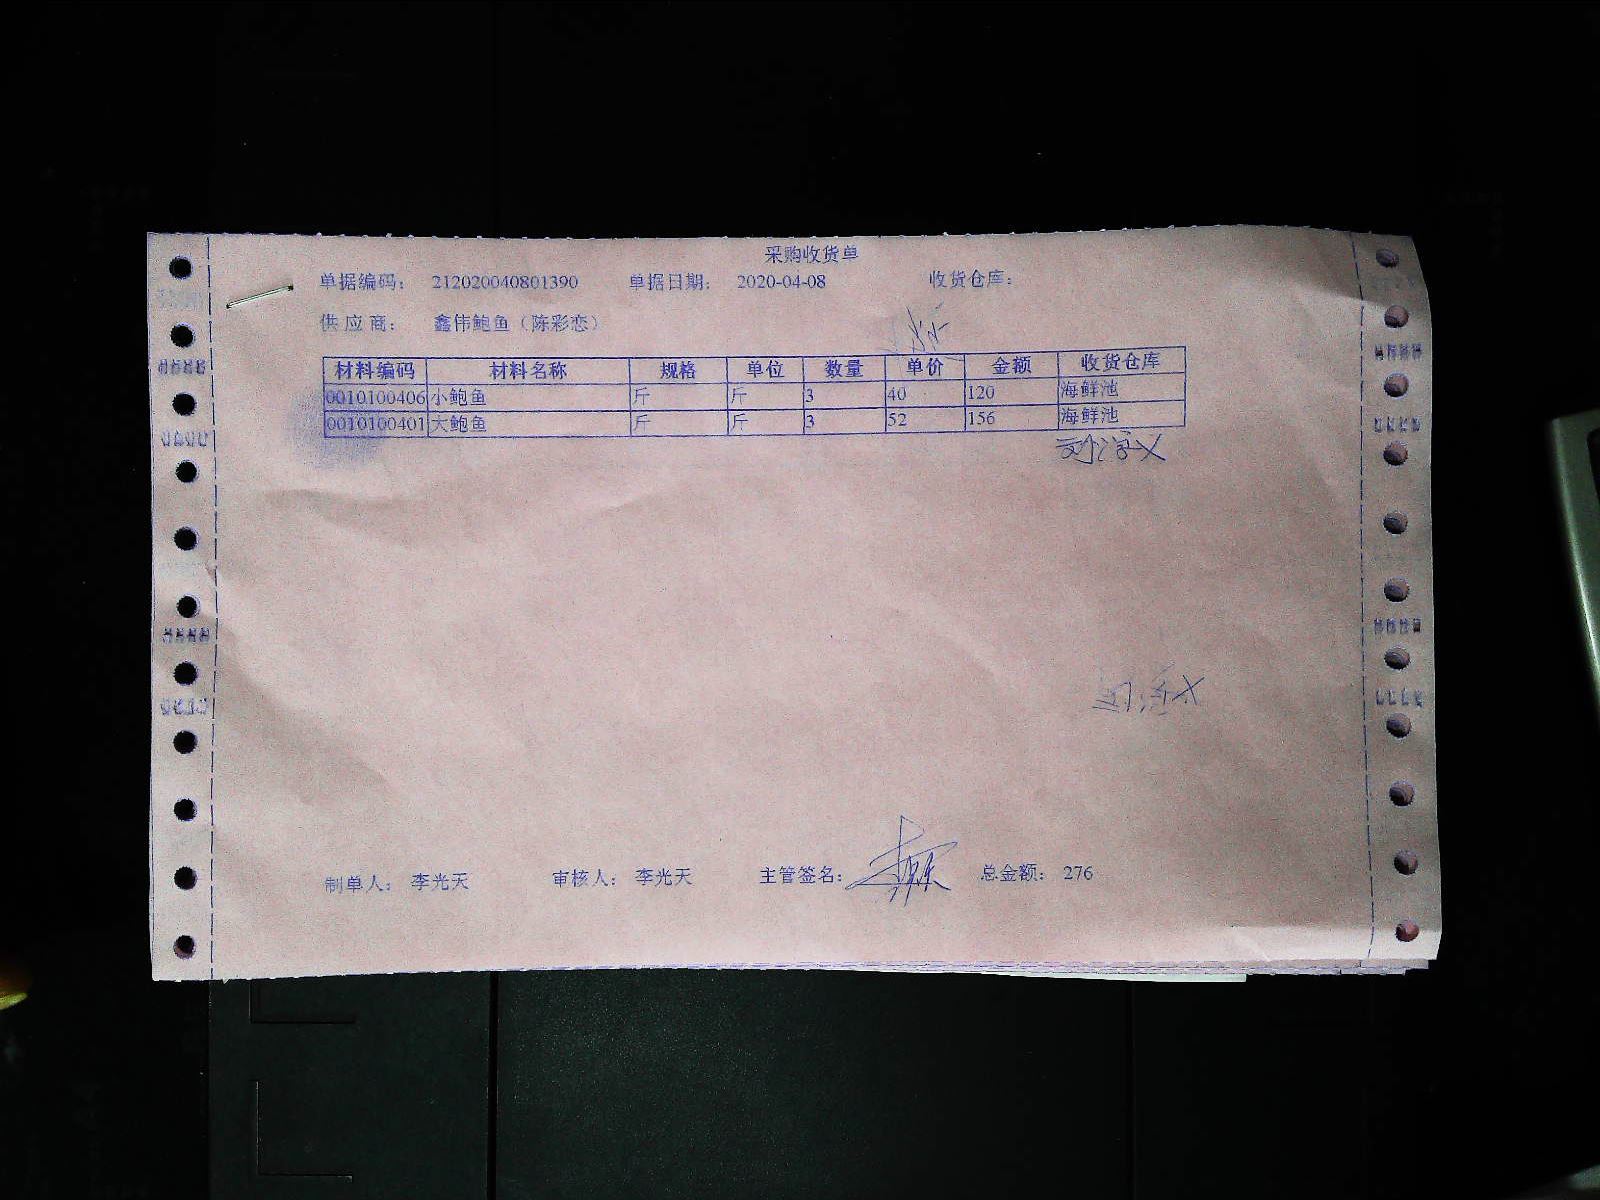 采购收货单
单据编码： 212020040801390 单据日期： 2020-04-08 收货仓库：
供应商： 鑫伟鲍鱼（陈彩恋）
材料编码 材料名称 规格 单位 数量 单价 金额 收货仓库
0010100406 小鲍鱼 斤 斤 3 40 120 海鲜池
0010100401 大鲍鱼 斤 斤 3 52 156 海鲜池
制单人： 李光天 审核人： 李光天 主管签名： 总金额： 276